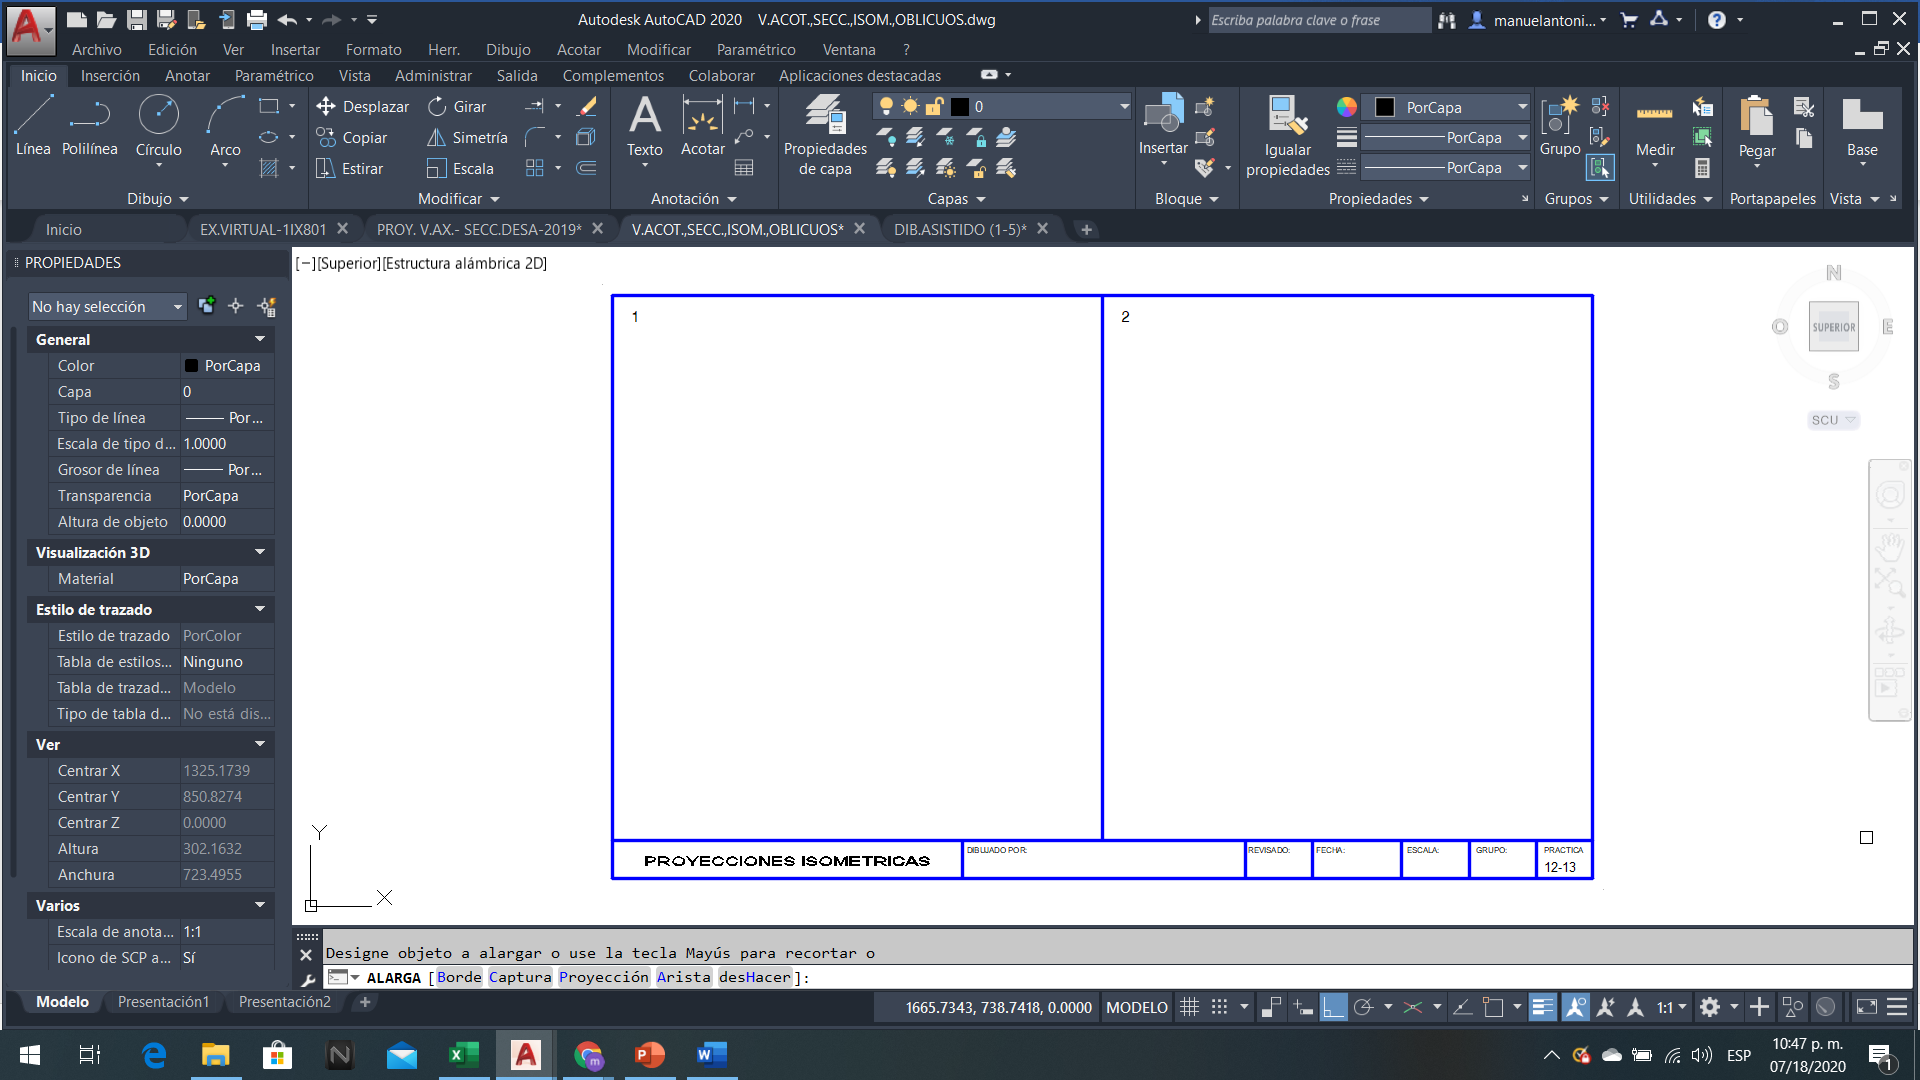 Autodesk AutoCAD 2020 V.ACOT.,SECC.,ISOM.,OBLICUOS.dwg
Escriba palabra clave o frase
manuelantoni...
Archivo Edición Ver Insertar Formato Herr. Dibujo Acotar Modificar Paramétrico Ventana ?
Inicio Inserción Anotar Paramétrico Vista Administrar Salida Complementos Colaborar Aplicaciones destacadas
Línea Polilínea Círculo Arco
Desplazar Girar
Copiar Simetría
Estirar Escala
Texto Acotar
Propiedades de capa
0
Insertar
Igualar propiedades
PorCapa
PorCapa
PorCapa
Grupo Medir Pegar Base
Dibujo Modificar Anotación Capas Bloque Propiedades Grupos Utilidades Portapapeles Vista
Inicio EX.VIRTUAL-1IX801 PROY. V.AX.- SECC.DESA-2019* V.ACOT.,SECC.,ISOM.,OBLICUOS* DIB.ASISTIDO (1-5)*
PROPIEDADES
No hay selección
General
Color PorCapa
Capa 0
Tipo de línea Por...
Escala de tipo d... 1.0000
Grosor de línea Por...
Transparencia PorCapa
Altura de objeto 0.0000
Visualización 3D
Material PorCapa
Estilo de trazado
Estilo de trazado PorColor
Tabla de estilos... Ninguno
Tabla de trazad... Modelo
Tipo de tabla d... No está dis...
Ver
Centrar X 1325.1739
Centrar Y 850.8274
Centrar Z 0.0000
Altura 302.1632
Anchura 723.4955
Varios
Escala de anota... 1:1
Icono de SCP a... Sí
[−][Superior][Estructura alámbrica 2D]
1
2
N
O SUPERIOR E
S
SCU
Y
X
PROYECCIONES ISOMETRICAS
DIBUJADO POR:
REVISADO:
FECHA:
ESCALA:
GRUPO:
PRACTICA
12-13
Designe objeto a alargar o use la tecla Mayús para recortar o
ALARGA [Borde Captura Proyección Arista desHacer]:
Modelo Presentación1 Presentación2
1665.7343, 738.7418, 0.0000 MODELO
1:1
ESP
10:47 p. m.
07/18/2020
1